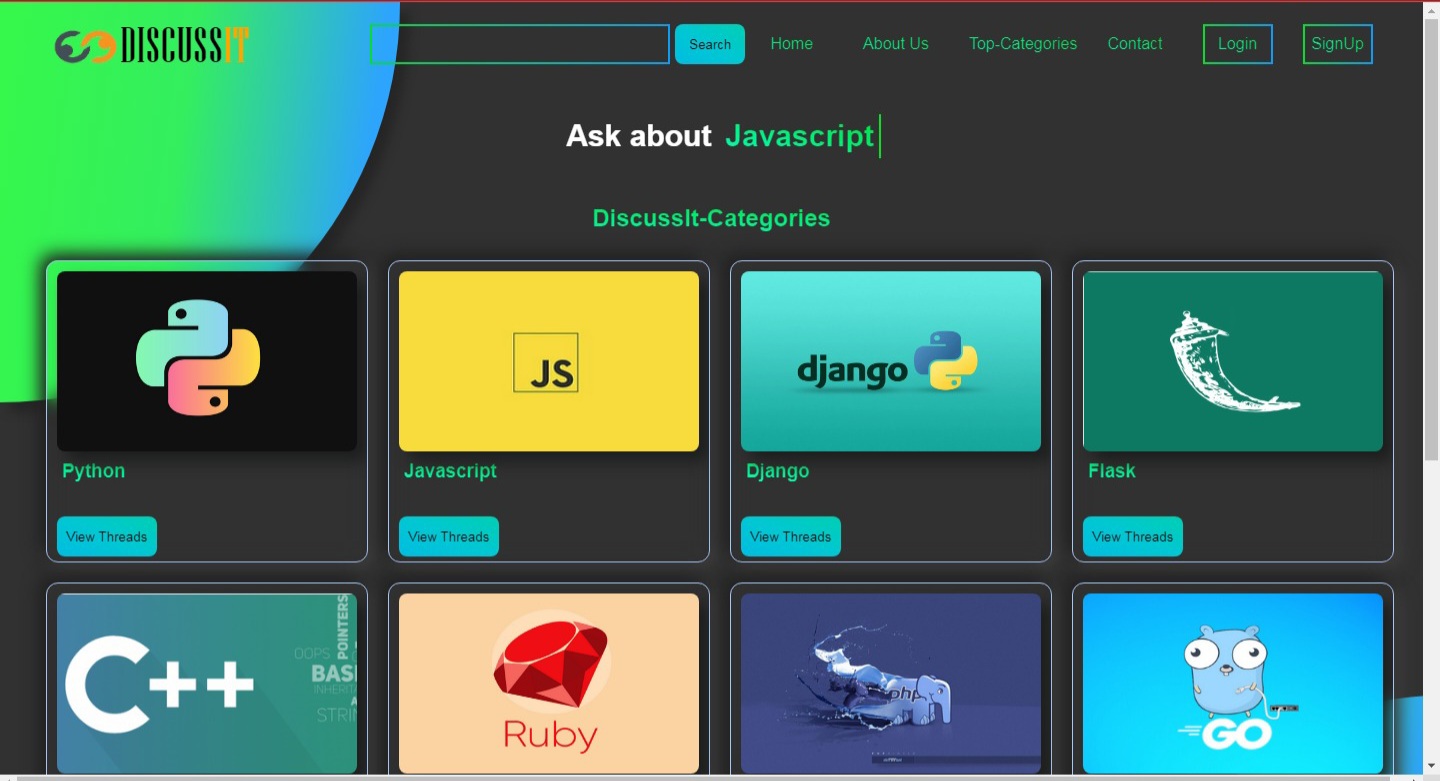 DISCUSSIT
Search
Home
About Us
Top-Categories
Contact
Login
SignUp
Ask about Javascript
DiscussIt-Categories
JS
django
Python
Javascript
Django
Flask
View Threads
View Threads
View Threads
View Threads
C++
POINTERS
OOPS
BASI
INHERITA
STRIN
Ruby
php
GO